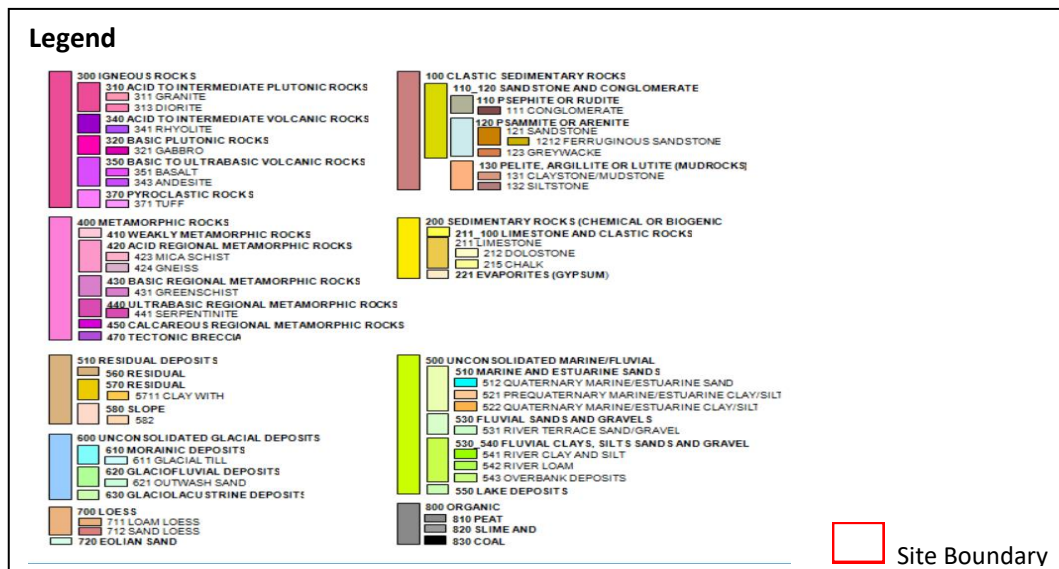 Legend
300 IGNEOUS ROCKS
310 ACID TO INTERMEDIATE PLUTONIC ROCKS
311 GRANITE
313 DIORITE
340 ACID TO INTERMEDIATE VOLCANIC ROCKS
341 RHYOLITE
320 BASIC PLUTONIC ROCKS
321 GABBRO
350 BASIC TO ULTRABASIC VOLCANIC ROCKS
351 BASALT
343 ANDESITE
370 PYROCLASTIC ROCKS
371 TUFF
400 METAMORPHIC ROCKS
410 WEAKLY METAMORPHIC ROCKS
420 ACID REGIONAL METAMORPHIC ROCKS
423 MICA SCHIST
424 GNEISS
430 BASIC REGIONAL METAMORPHIC ROCKS
431 GREENSCHIST
440 ULTRABASIC REGIONAL METAMORPHIC ROCKS
441 SERPENTINITE
450 CALCAREOUS REGIONAL METAMORPHIC ROCKS
470 TECTONIC BRECCIA
510 RESIDUAL DEPOSITS
560 RESIDUAL
570 RESIDUAL
5711 CLAY WITH
580 SLOPE
582
600 UNCONSOLIDATED GLACIAL DEPOSITS
610 MORAINIC DEPOSITS
611 GLACIAL TILL
620 GLACIOFLUVIAL DEPOSITS
621 OUTWASH SAND
630 GLACIOLACUSTRINE DEPOSITS
700 LOESS
711 LOAM LOESS
712 SAND LOESS
720 EOLIAN SAND
100 CLASTIC SEDIMENTARY ROCKS
110_120 SANDSTONE AND CONGLOMERATE
110 PSEPHITE OR RUDITE
111 CONGLOMERATE
120 PSAMMITE OR ARENITE
121 SANDSTONE
1212 FERRUGINOUS SANDSTONE
123 GREYWACKE
130 PELITE, ARGILLITE OR LUTITE (MUDROCKS)
131 CLAYSTONE/MUDSTONE
132 SILTSTONE
200 SEDIMENTARY ROCKS (CHEMICAL OR BIOGENIC
211_100 LIMESTONE AND CLASTIC ROCKS
211 LIMESTONE
212 DOLOSTONE
215 CHALK
221 EVAPORITES (GYPSUM)
500 UNCONSOLIDATED MARINE/FLUVIAL
510 MARINE AND ESTUARINE SANDS
512 QUATERNARY MARINE/ESTUARINE SAND
521 PREQUATERNARY MARINE/ESTUARINE CLAY/SILT
522 QUATERNARY MARINE/ESTUARINE CLAY/SILT
530 FLUVIAL SANDS AND GRAVELS
531 RIVER TERRACE SAND/GRAVEL
530_540 FLUVIAL CLAYS, SILTS SANDS AND GRAVEL
541 RIVER CLAY AND SILT
542 RIVER LOAM
543 OVERBANK DEPOSITS
550 LAKE DEPOSITS
800 ORGANIC
810 PEAT
820 SLIME AND
830 COAL
Site Boundary